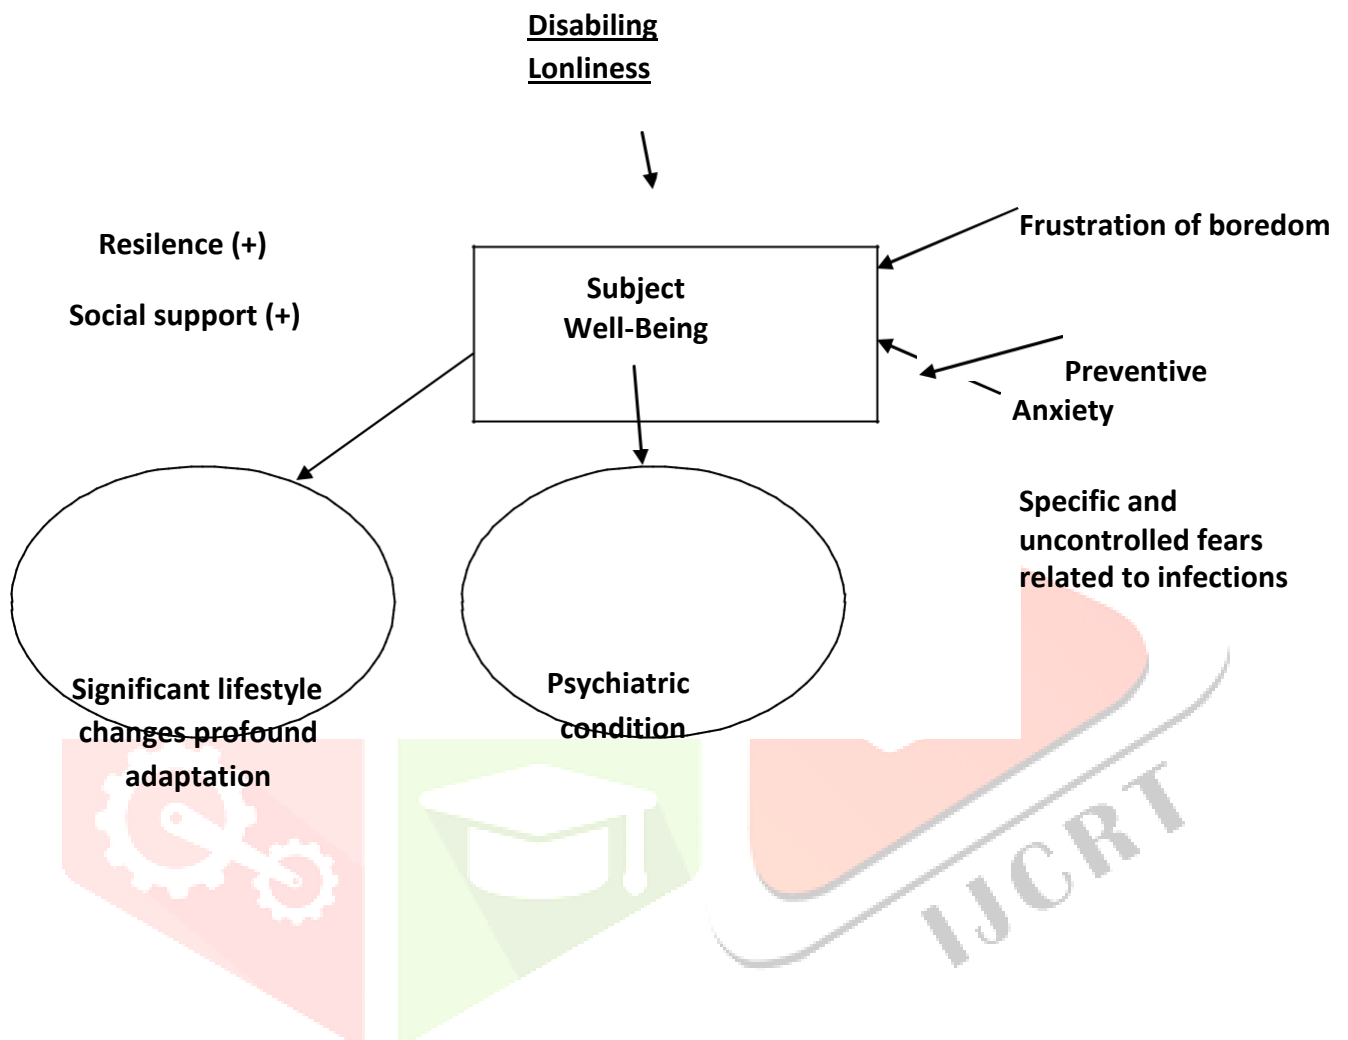 Disabiling
Lonliness
Resilence (+)
Social support (+)
Subject
Well-Being
Frustration of boredom
Preventive
Anxiety
Specific and
uncontrolled fears
related to infections
Significant lifestyle
changes profound
adaptation
Psychiatric
condition
IJCRT